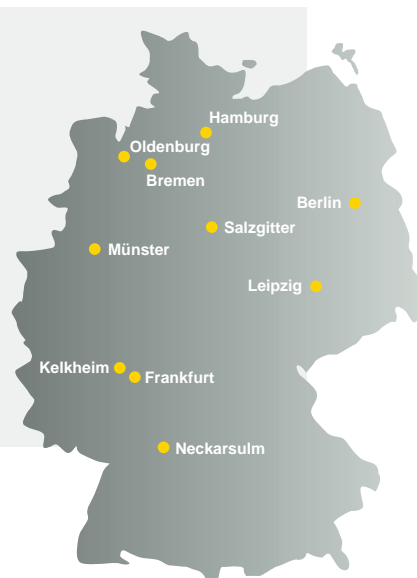 Hamburg
Oldenburg
Bremen
Berlin
Salzgitter
Münster
Leipzig
Kelkheim
Frankfurt
Neckarsulm